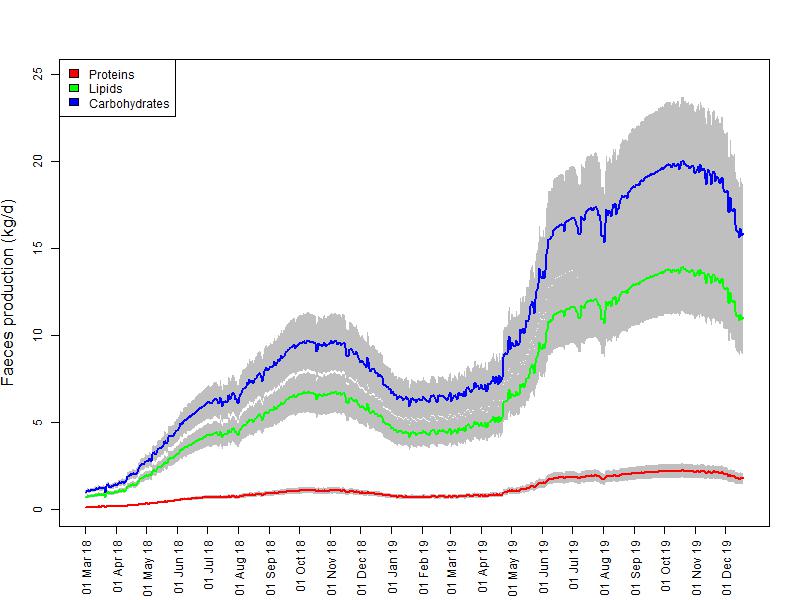 Proteins
Lipids
Carbohydrates
Faeces production (kg/d)
25
20
15
10
5
0
01 Mar 18
01 Apr 18
01 May 18
01 Jun 18
01 Jul 18
01 Aug 18
01 Sep 18
01 Oct 18
01 Nov 18
01 Dec 18
01 Jan 19
01 Feb 19
01 Mar 19
01 Apr 19
01 May 19
01 Jun 19
01 Jul 19
01 Aug 19
01 Sep 19
01 Oct 19
01 Nov 19
01 Dec 19